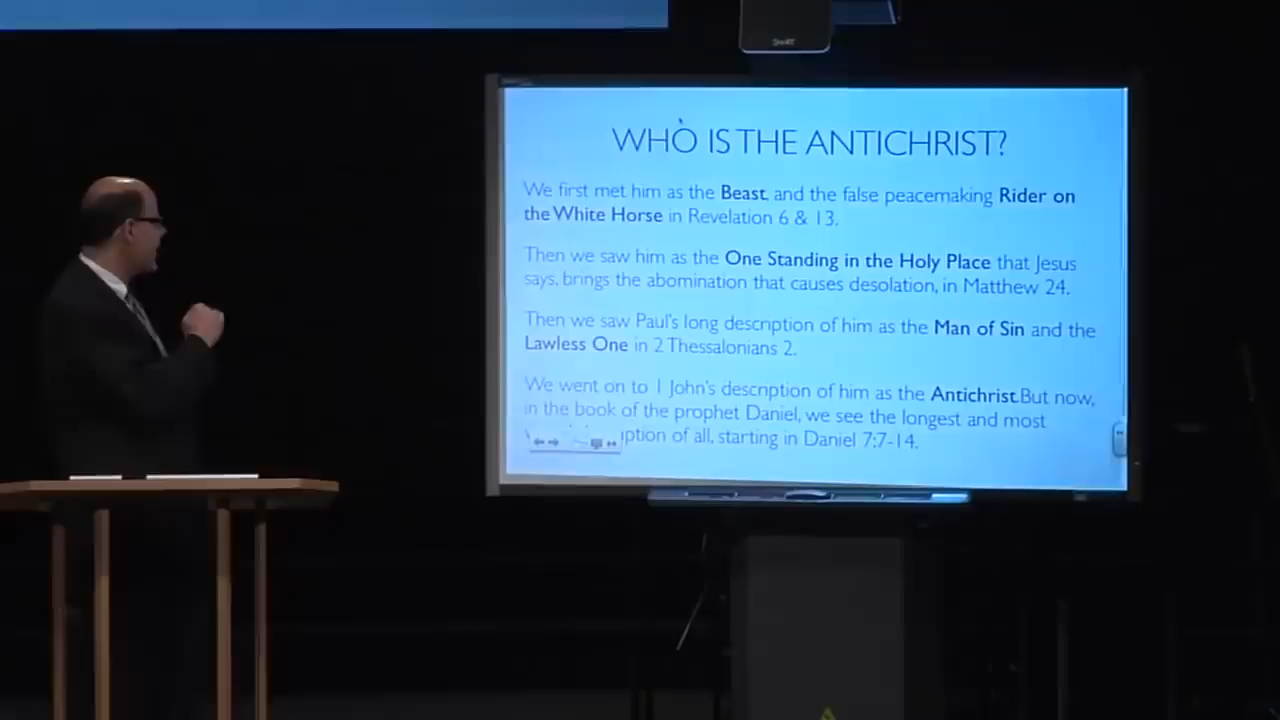 SMART
WHO IS THE ANTICHRIST?
We first met him as the Beast, and the false peacemaking Rider on
the White Horse in Revelation 6 & 13.
Then we saw him as the One Standing in the Holy Place that Jesus
says, brings the abomination that causes desolation, in Matthew 24.
Then we saw Paul's long description of him as the Man of Sin and the
Lawless One in 2 Thessalonians 2.
We went on to 1 John's description of him as the Antichrist. But now,
in the book of the prophet Daniel, we see the longest and most
iption of all, starting in Daniel 7:7-14.